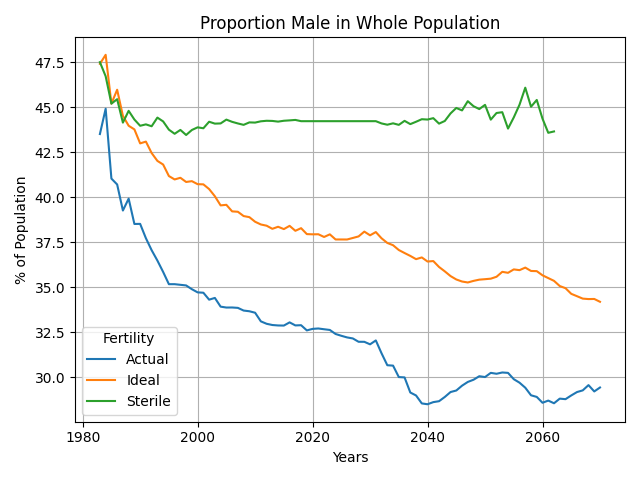 Proportion Male in Whole Population
% of Population
47.5
45.0
42.5
40.0
37.5
35.0
32.5
30.0
Fertility
Actual
Ideal
Sterile
1980 2000 2020 2040 2060
Years